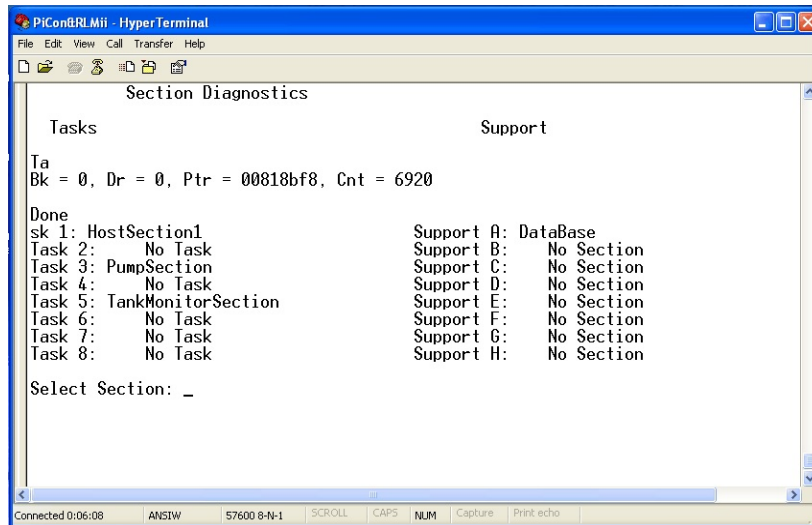 PiCont&RLMii - HyperTerminal
File Edit View Call Transfer Help
Section Diagnostics
Tasks Support
Ta
Bk = 0, Dr = 0, Ptr = 00818bf8, Cnt = 6920
Done
sk 1: HostSection1 Support A: DataBase
Task 2: No Task Support B: No Section
Task 3: PumpSection Support C: No Section
Task 4: No Task Support D: No Section
Task 5: TankMonitorSection Support E: No Section
Task 6: No Task Support F: No Section
Task 7: No Task Support G: No Section
Task 8: No Task Support H: No Section
Select Section: _
Connected 0:06:08 ANSIW 57600 8-N-1 SCROLL CAPS NUM Capture Print echo